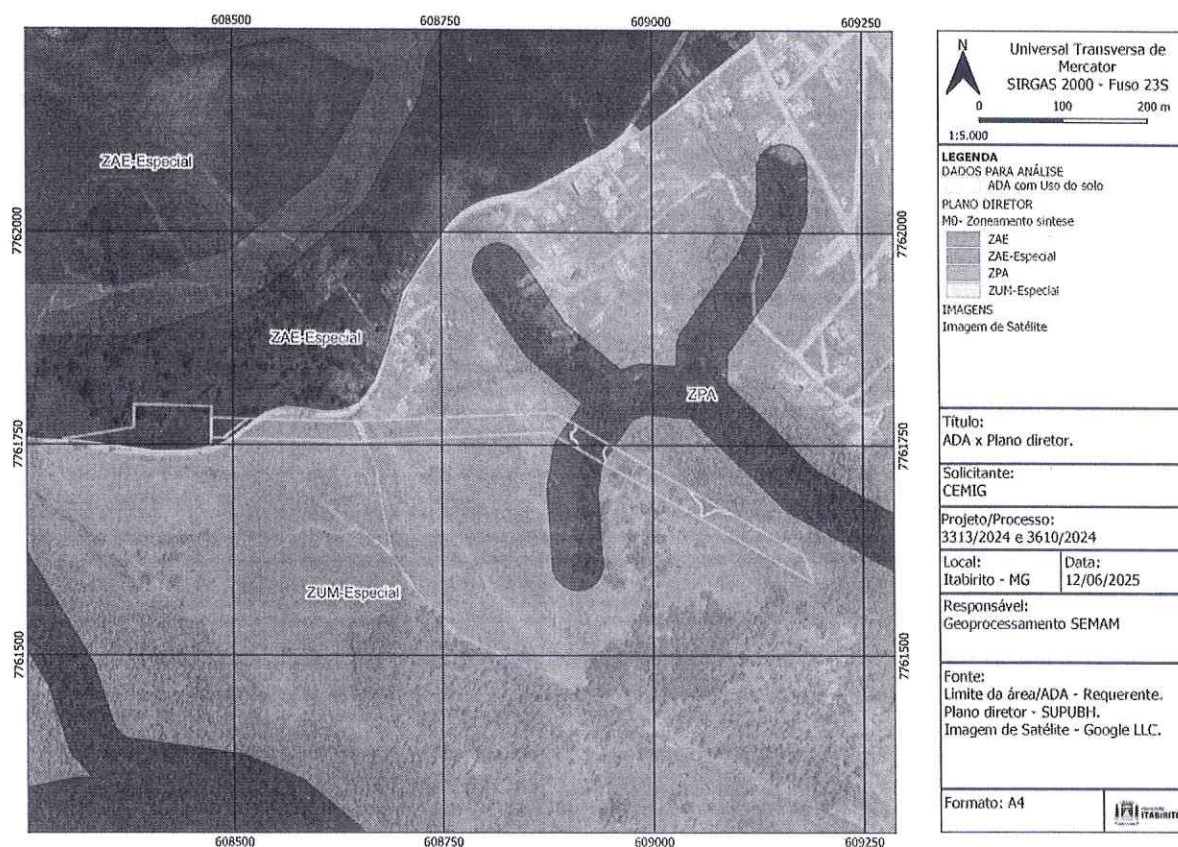 608500
608750
609000
609250
7762000
7761750
7761500
7762000
7761750
7761500
ZAE-Especial
ZAE-Especial
ZPA
ZUM-Especial
608500
608750
609000
609250
N
Universal Transversa de
Mercator
SIRGAS 2000 - Fuso 23S
0 100 200 m
1:5.000
LEGENDA
DADOS PARA ANÁLISE
ADA com Uso do solo
PLANO DIRETOR
M0- Zoneamento síntese
ZAE
ZAE-Especial
ZPA
ZUM-Especial
IMAGENS
Imagem de Satélite
Título:
ADA x Plano diretor.
Solicitante:
CEMIG
Projeto/Processo:
3313/2024 e 3610/2024
Local:
Itabirito - MG
Data:
12/06/2025
Responsável:
Geoprocessamento SEMAM
Fonte:
Limite da área/ADA - Requerente.
Plano diretor - SUPUBH.
Imagem de Satélite - Google LLC.
Formato: A4
ITABIRITO